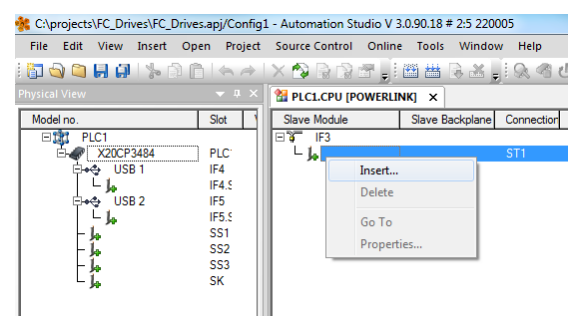 C:\projects\FC_Drives\FC_Drives.apj/Config1 - Automation Studio V 3.0.90.18 # 2:5 220005
File Edit View Insert Open Project Source Control Online Tools Window Help
Physical View PLC1.CPU [POWERLINK] X
Model no. Slot Slave Module Slave Backplane Connection
PLC1 IF3
X20CP3484 PLC ST1
USB 1 IF4 Insert...
IF4.S Delete
USB 2 IF5
IF5.S Go To
SS1 Properties...
SS2
SS3
SK